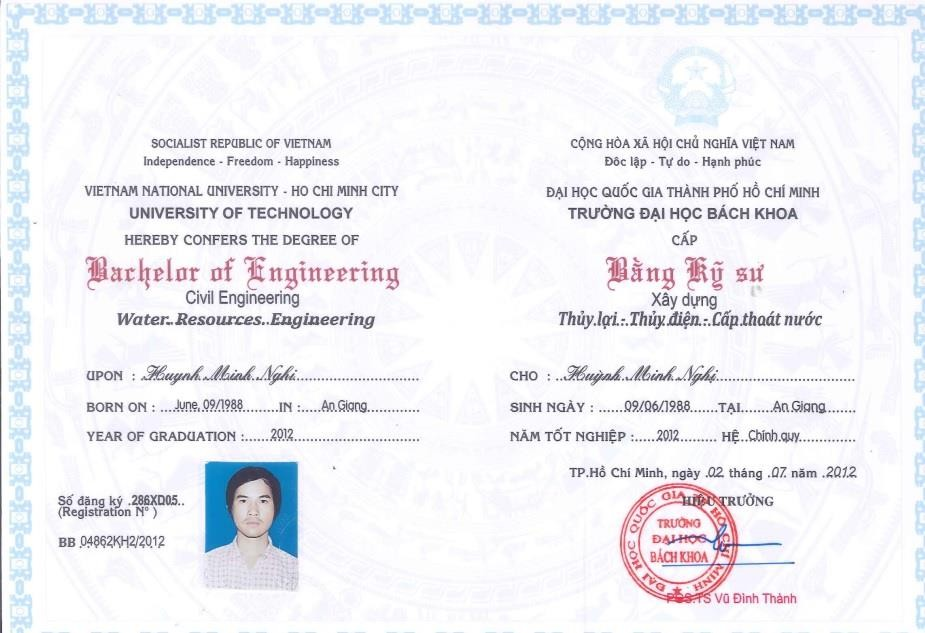 SOCIALIST REPUBLIC OF VIETNAM
Independence - Freedom - Happiness
VIETNAM NATIONAL UNIVERSITY - HO CHI MINH CITY
UNIVERSITY OF TECHNOLOGY
HEREBY CONFERS THE DEGREE OF
Bachelor of Engineering
Civil Engineering
Water Resources Engineering
UPON : Huynh Minh Nghi
BORN ON : June, 09/1988 IN : An Giang
YEAR OF GRADUATION : 2012
Số đăng ký 286XD05
(Registration N° )
BB 04862KH2/2012
CỘNG HÒA XÃ HỘI CHỦ NGHĨA VIỆT NAM
Độc lập - Tự do - Hạnh phúc
ĐẠI HỌC QUỐC GIA THÀNH PHỐ HỒ CHÍ MINH
TRƯỜNG ĐẠI HỌC BÁCH KHOA
CẤP
Bằng Kỹ sư
Xây dựng
Thủy lợi - Thủy điện - Cấp thoát nước
CHO : Huỳnh Minh Nghị
SINH NGÀY : 09/06/1988 TẠI An Giang
NĂM TỐT NGHIỆP : 2012 HỆ Chính quy
TP.Hồ Chí Minh, ngày 02 tháng 07 năm 2012
HIỆU TRƯỞNG
ĐẠI HỌC QUỐC GIA TP HỒ CHÍ MINH
TRƯỜNG
ĐẠI HỌC
BÁCH KHOA
PGS.TS Vũ Đình Thành